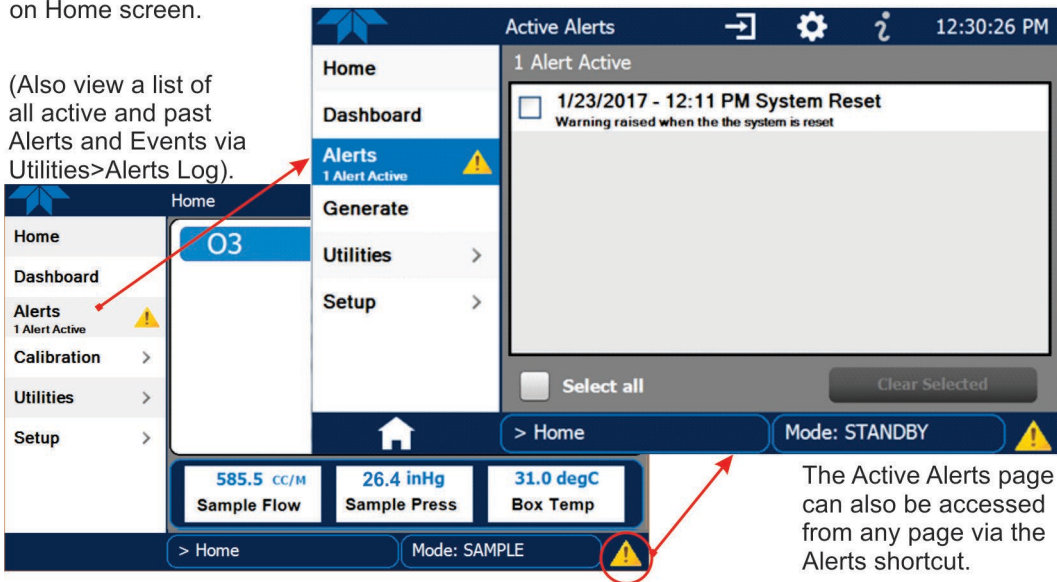 on Home screen.
(Also view a list of
all active and past
Alerts and Events via
Utilities>Alerts Log).
Active Alerts
12:30:26 PM
Home
Dashboard
Alerts
1 Alert Active
Generate
Utilities >
Setup >
1 Alert Active
1/23/2017 - 12:11 PM System Reset
Warning raised when the the system is reset
Select all
Clear Selected
> Home
Mode: STANDBY
Home
Home
Dashboard
Alerts
1 Alert Active
Calibration >
Utilities >
Setup >
O3
585.5 CC/M
Sample Flow
26.4 inHg
Sample Press
31.0 degC
Box Temp
> Home
Mode: SAMPLE
The Active Alerts page
can also be accessed
from any page via the
Alerts shortcut.